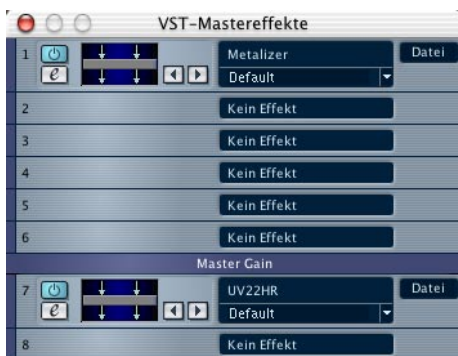 VST-Mastereffekte
1 e Metalizer Datei
Default
2 Kein Effekt
3 Kein Effekt
4 Kein Effekt
5 Kein Effekt
6 Kein Effekt
Master Gain
7 e UV22HR Datei
Default
8 Kein Effekt